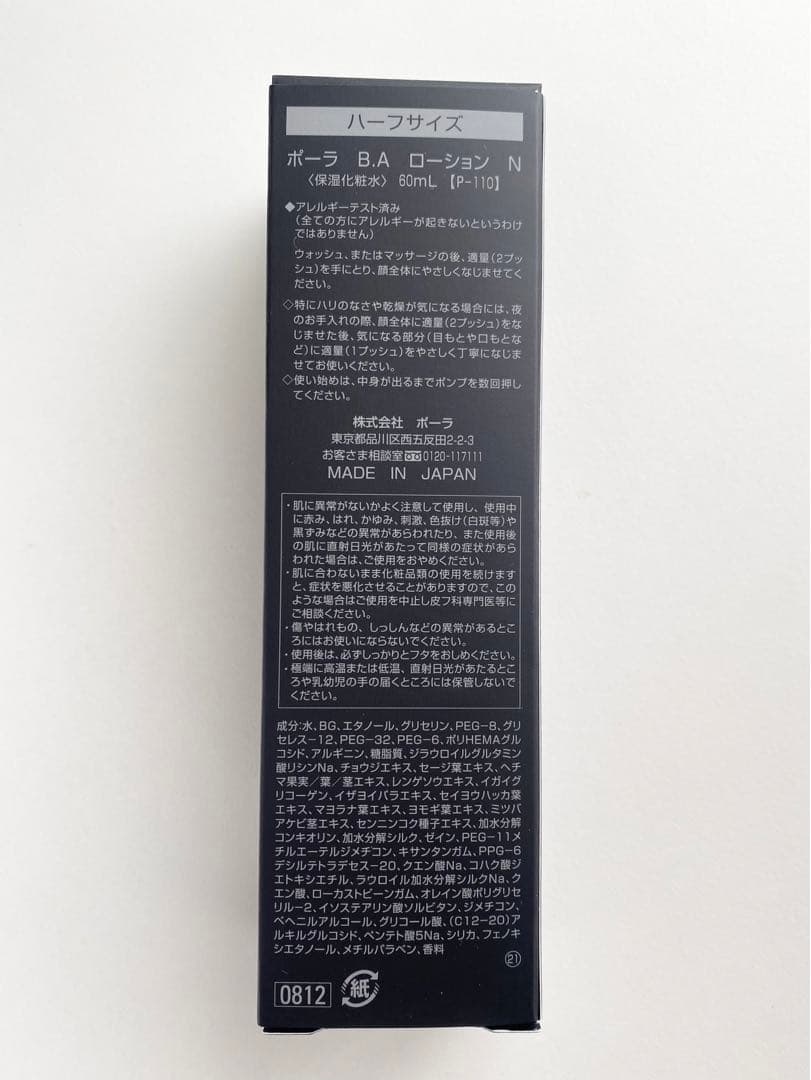 ハーフサイズ
ポーラ B.A ローション N
〈保湿化粧水〉 60mL 【P-110】
◆アレルギーテスト済み
(全ての方にアレルギーが起きないというわけ
ではありません)
ウォッシュ、またはマッサージの後、適量(2プッ
シュ)を手にとり、顔全体にやさしくなじませてく
ださい。
◇特にハリのなさや乾燥が気になる場合には、夜
のお手入れの際、顔全体に適量(2プッシュ)をな
じませた後、気になる部分(目もとや口もとな
ど)に適量(1プッシュ)をやさしく丁寧になじま
せてお使いください。
◇使い始めは、中身が出るまでポンプを数回押し
てください。
株式会社 ポーラ
東京都品川区西五反田2-2-3
お客さま相談室 0120-117111
MADE IN JAPAN
・肌に異常がないかよく注意して使用し、使用中
に赤み、はれ、かゆみ、刺激、色抜け(白斑等)や
黒ずみなどの異常があらわれたり、また使用後
の肌に直射日光があたって同様の症状があら
われた場合は、ご使用をおやめください。
・肌に合わないまま化粧品類の使用を続けます
と、症状を悪化させることがありますので、この
ような場合はご使用を中止し皮フ科専門医等に
ご相談ください。
・傷やはれもの、しっしんなどの異常があるとこ
ろにはお使いにならないでください。
・使用後は、必ずしっかりとフタをおしめください。
・極端に高温または低温、直射日光があたるとこ
ろや乳幼児の手の届くところには保管しないで
ください。
成分:水、BG、エタノール、グリセリン、PEG-8、グリ
セレス-12、PEG-32、PEG-6、ポリHEMAグル
コシド、アルギニン、糖脂質、ジラウロイルグルタミン
酸リシンNa、チョウジエキス、セージ葉エキス、ヘチ
マ果実/葉/茎エキス、レンゲソウエキス、イガイグ
リコーゲン、イザヨイバラエキス、セイヨウハッカ葉
エキス、マヨラナ葉エキス、ヨモギ葉エキス、ミツバ
アケビ茎エキス、センニンコク種子エキス、加水分解
コンキオリン、加水分解シルク、ゼイン、PEG-11メ
チルエーテルジメチコン、キサンタンガム、PPG-6
デシルテトラデセス-20、クエン酸Na、コハク酸ジ
エトキシエチル、ラウロイル加水分解シルクNa、ク
エン酸、ローカストビーンガム、オレイン酸ポリグリセ
リル-2、イソステアリン酸ソルビタン、ジメチコン、
ベヘニルアルコール、グリコール酸、(C12-20)ア
ルキルグルコシド、ペンテト酸5Na、シリカ、フェノキ
シエタノール、メチルパラベン、香料
㉑
0812 紙